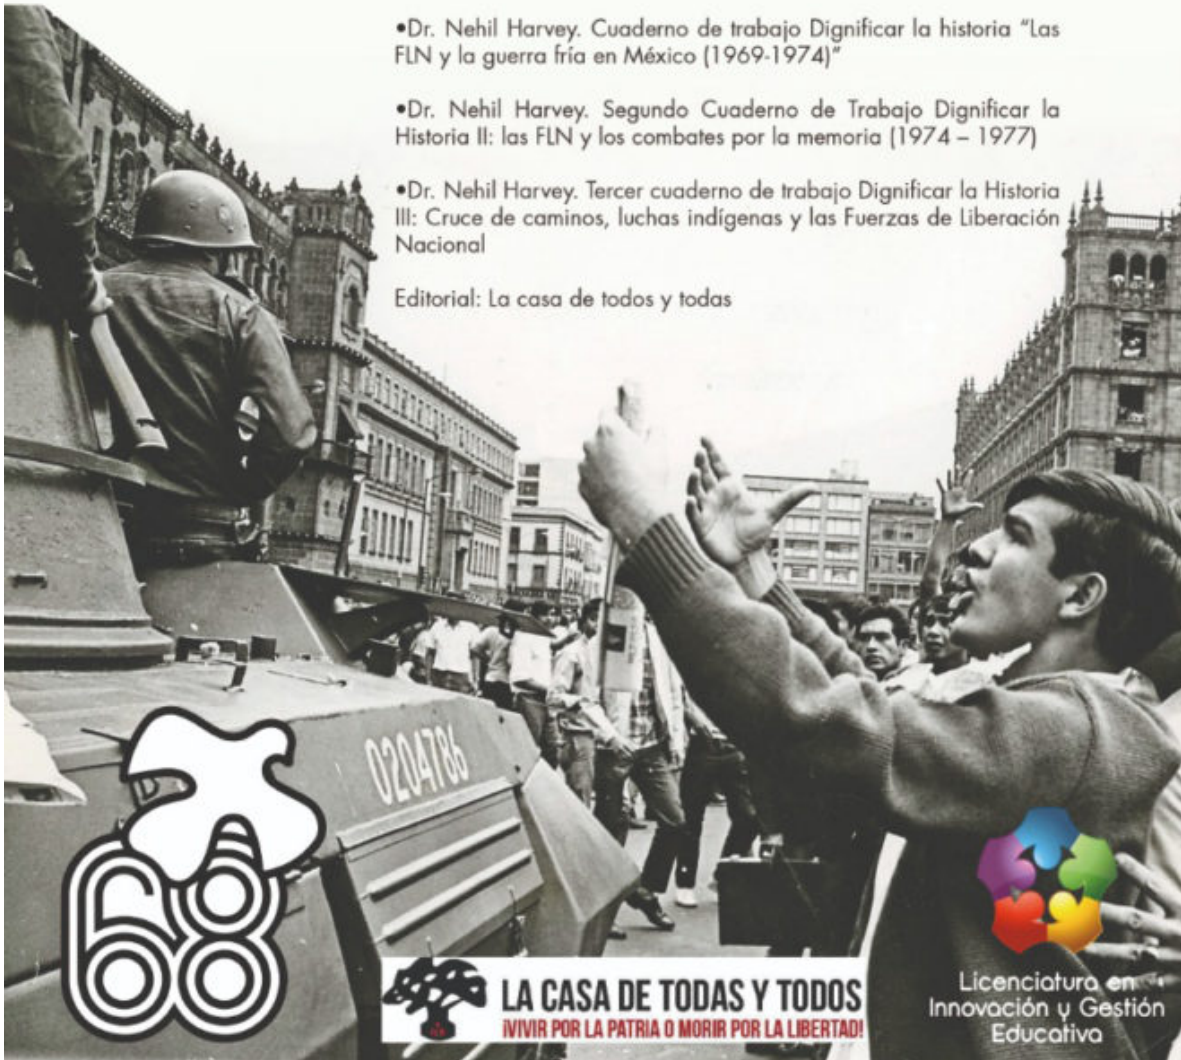 •Dr. Nehil Harvey. Cuaderno de trabajo Dignificar la historia “Las
FLN y la guerra fría en México (1969-1974)”
•Dr. Nehil Harvey. Segundo Cuaderno de Trabajo Dignificar la
Historia II: las FLN y los combates por la memoria (1974 – 1977)
•Dr. Nehil Harvey. Tercer cuaderno de trabajo Dignificar la Historia
III: Cruce de caminos, luchas indígenas y las Fuerzas de Liberación
Nacional
Editorial: La casa de todos y todas
0204786
68
LA CASA DE TODAS Y TODOS
¡VIVIR POR LA PATRIA O MORIR POR LA LIBERTAD!
Licenciatura en
Innovación y Gestión
Educativa